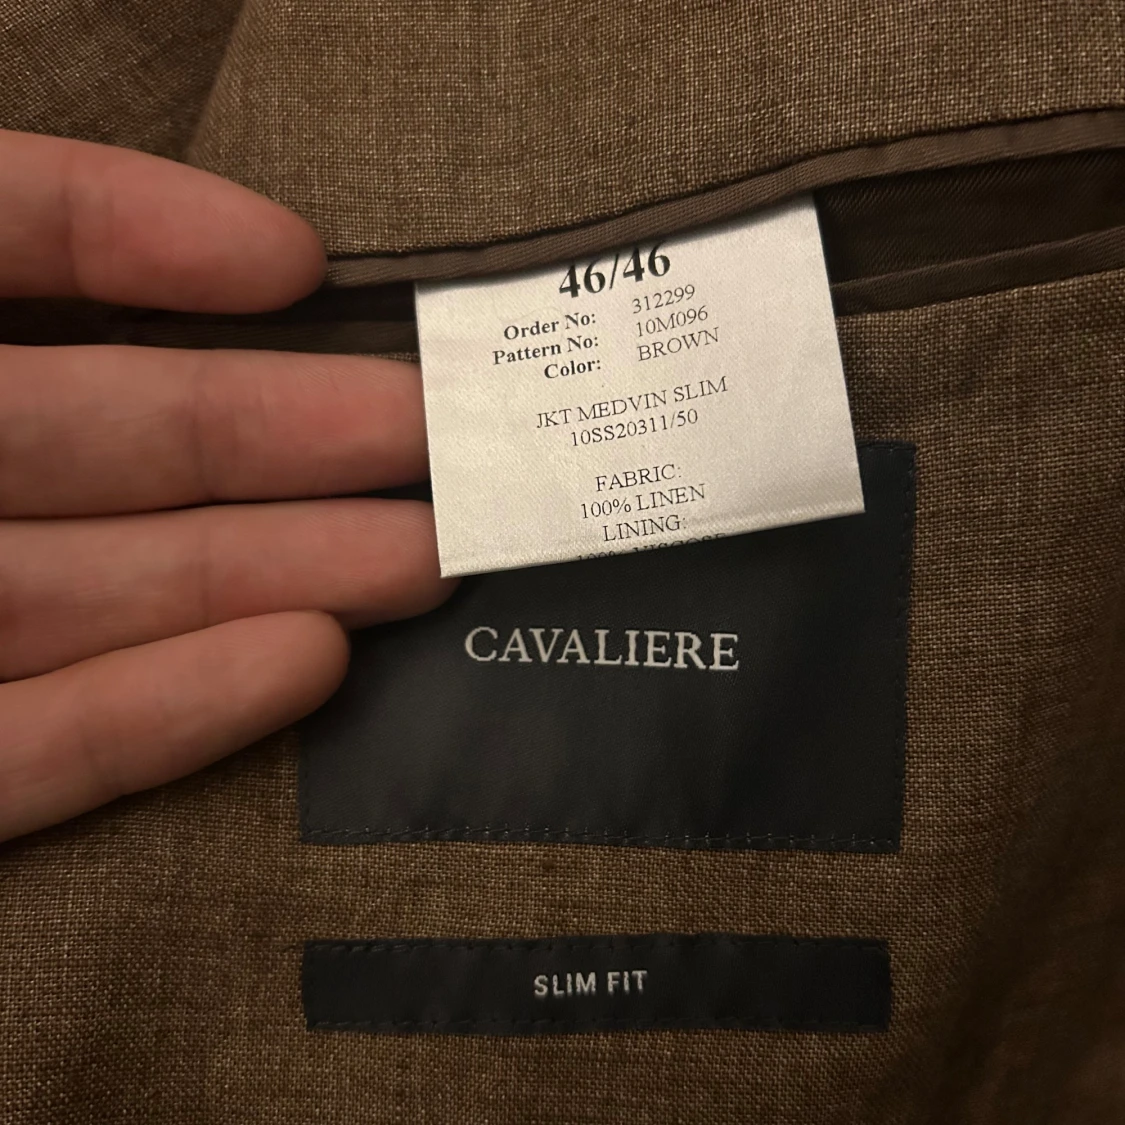 46/46
Order No: 312299
Pattern No: 10M096
Color: BROWN
JKT MEDVIN SLIM
10SS20311/50
FABRIC:
100% LINEN
LINING:
CAVALIERE
SLIM FIT